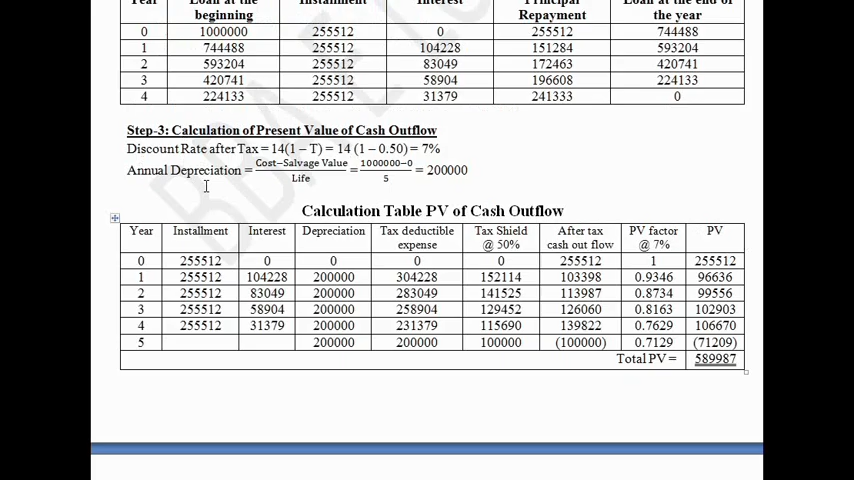 Year Loan at the beginning Installment Interest Principal Repayment Loan at the end of the year
0 1000000 255512 0 255512 744488
1 744488 255512 104228 151284 593204
2 593204 255512 83049 172463 420741
3 420741 255512 58904 196608 224133
4 224133 255512 31379 241333 0
Step-3: Calculation of Present Value of Cash Outflow
Discount Rate after Tax = 14(1 – T) = 14 (1 – 0.50) = 7%
Annual Depreciation = Cost−Salvage Value / Life = 1000000−0 / 5 = 200000
Calculation Table PV of Cash Outflow
Year Installment Interest Depreciation Tax deductible expense Tax Shield @ 50% After tax cash out flow PV factor @ 7% PV
0 255512 0 0 0 0 255512 1 255512
1 255512 104228 200000 304228 152114 103398 0.9346 96636
2 255512 83049 200000 283049 141525 113987 0.8734 99556
3 255512 58904 200000 258904 129452 126060 0.8163 102903
4 255512 31379 200000 231379 115690 139822 0.7629 106670
5 200000 200000 100000 (100000) 0.7129 (71209)
Total PV = 589987